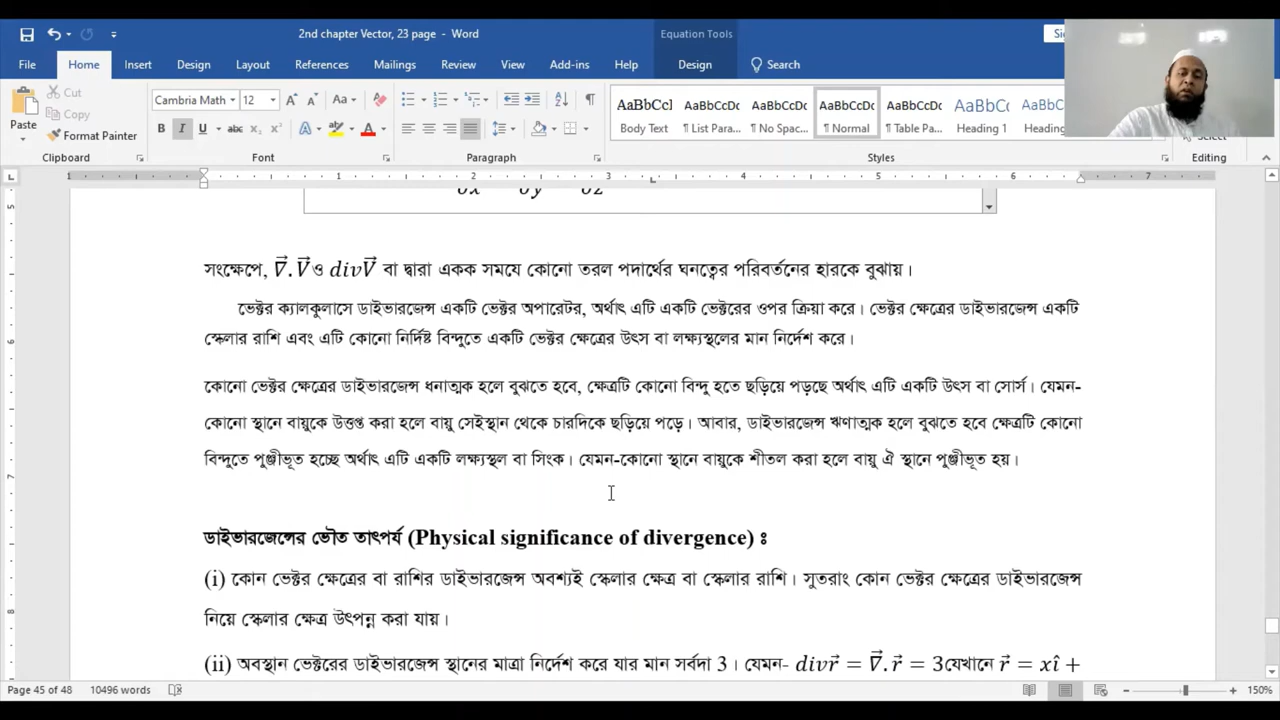 2nd chapter Vector, 23 page - Word
Equation Tools
File Home Insert Design Layout References Mailings Review View Add-ins Help Design Search
Paste
Cut
Copy
Format Painter
Cambria Math 12
AaBbCcl AaBbCcDc AaBbCcDc AaBbCcDc AaBbCcDc AaBbCcD
Body Text ¶ List Para... ¶ No Spac... ¶ Normal ¶ Table Pa... Heading 1 Heading
Clipboard Font Paragraph Styles Editing
সংক্ষেপে, ∇⃗.V⃗ ও divV⃗ বা দ্বারা একক সময়ে কোনো তরল পদার্থের ঘনত্বের পরিবর্তনের হারকে বুঝায়।
ভেক্টর ক্যালকুলাসে ডাইভারজেন্স একটি ভেক্টর অপারেটর, অর্থাৎ এটি একটি ভেক্টরের ওপর ক্রিয়া করে। ভেক্টর ক্ষেত্রের ডাইভারজেন্স একটি
স্কেলার রাশি এবং এটি কোনো নির্দিষ্ট বিন্দুতে একটি ভেক্টর ক্ষেত্রের উৎস বা লক্ষ্যস্থলের মান নির্দেশ করে।
কোনো ভেক্টর ক্ষেত্রের ডাইভারজেন্স ধনাত্মক হলে বুঝতে হবে, ক্ষেত্রটি কোনো বিন্দু হতে ছড়িয়ে পড়ছে অর্থাৎ এটি একটি উৎস বা সোর্স। যেমন-
কোনো স্থানে বায়ুকে উত্তপ্ত করা হলে বায়ু সেইস্থান থেকে চারদিকে ছড়িয়ে পড়ে। আবার, ডাইভারজেন্স ঋণাত্মক হলে বুঝতে হবে ক্ষেত্রটি কোনো
বিন্দুতে পুঞ্জীভূত হচ্ছে অর্থাৎ এটি একটি লক্ষ্যস্থল বা সিংক। যেমন-কোনো স্থানে বায়ুকে শীতল করা হলে বায়ু ঐ স্থানে পুঞ্জীভূত হয়।
ডাইভারজেন্সের ভৌত তাৎপর্য (Physical significance of divergence) ঃ
(i) কোন ভেক্টর ক্ষেত্রের বা রাশির ডাইভারজেন্স অবশ্যই স্কেলার ক্ষেত্র বা স্কেলার রাশি। সুতরাং কোন ভেক্টর ক্ষেত্রের ডাইভারজেন্স
নিয়ে স্কেলার ক্ষেত্র উৎপন্ন করা যায়।
(ii) অবস্থান ভেক্টরের ডাইভারজেন্স স্থানের মাত্রা নির্দেশ করে যার মান সর্বদা 3। যেমন- divr⃗ = ∇⃗.r⃗ = 3যেখানে r⃗ = xî +
Page 45 of 48 10496 words 150%